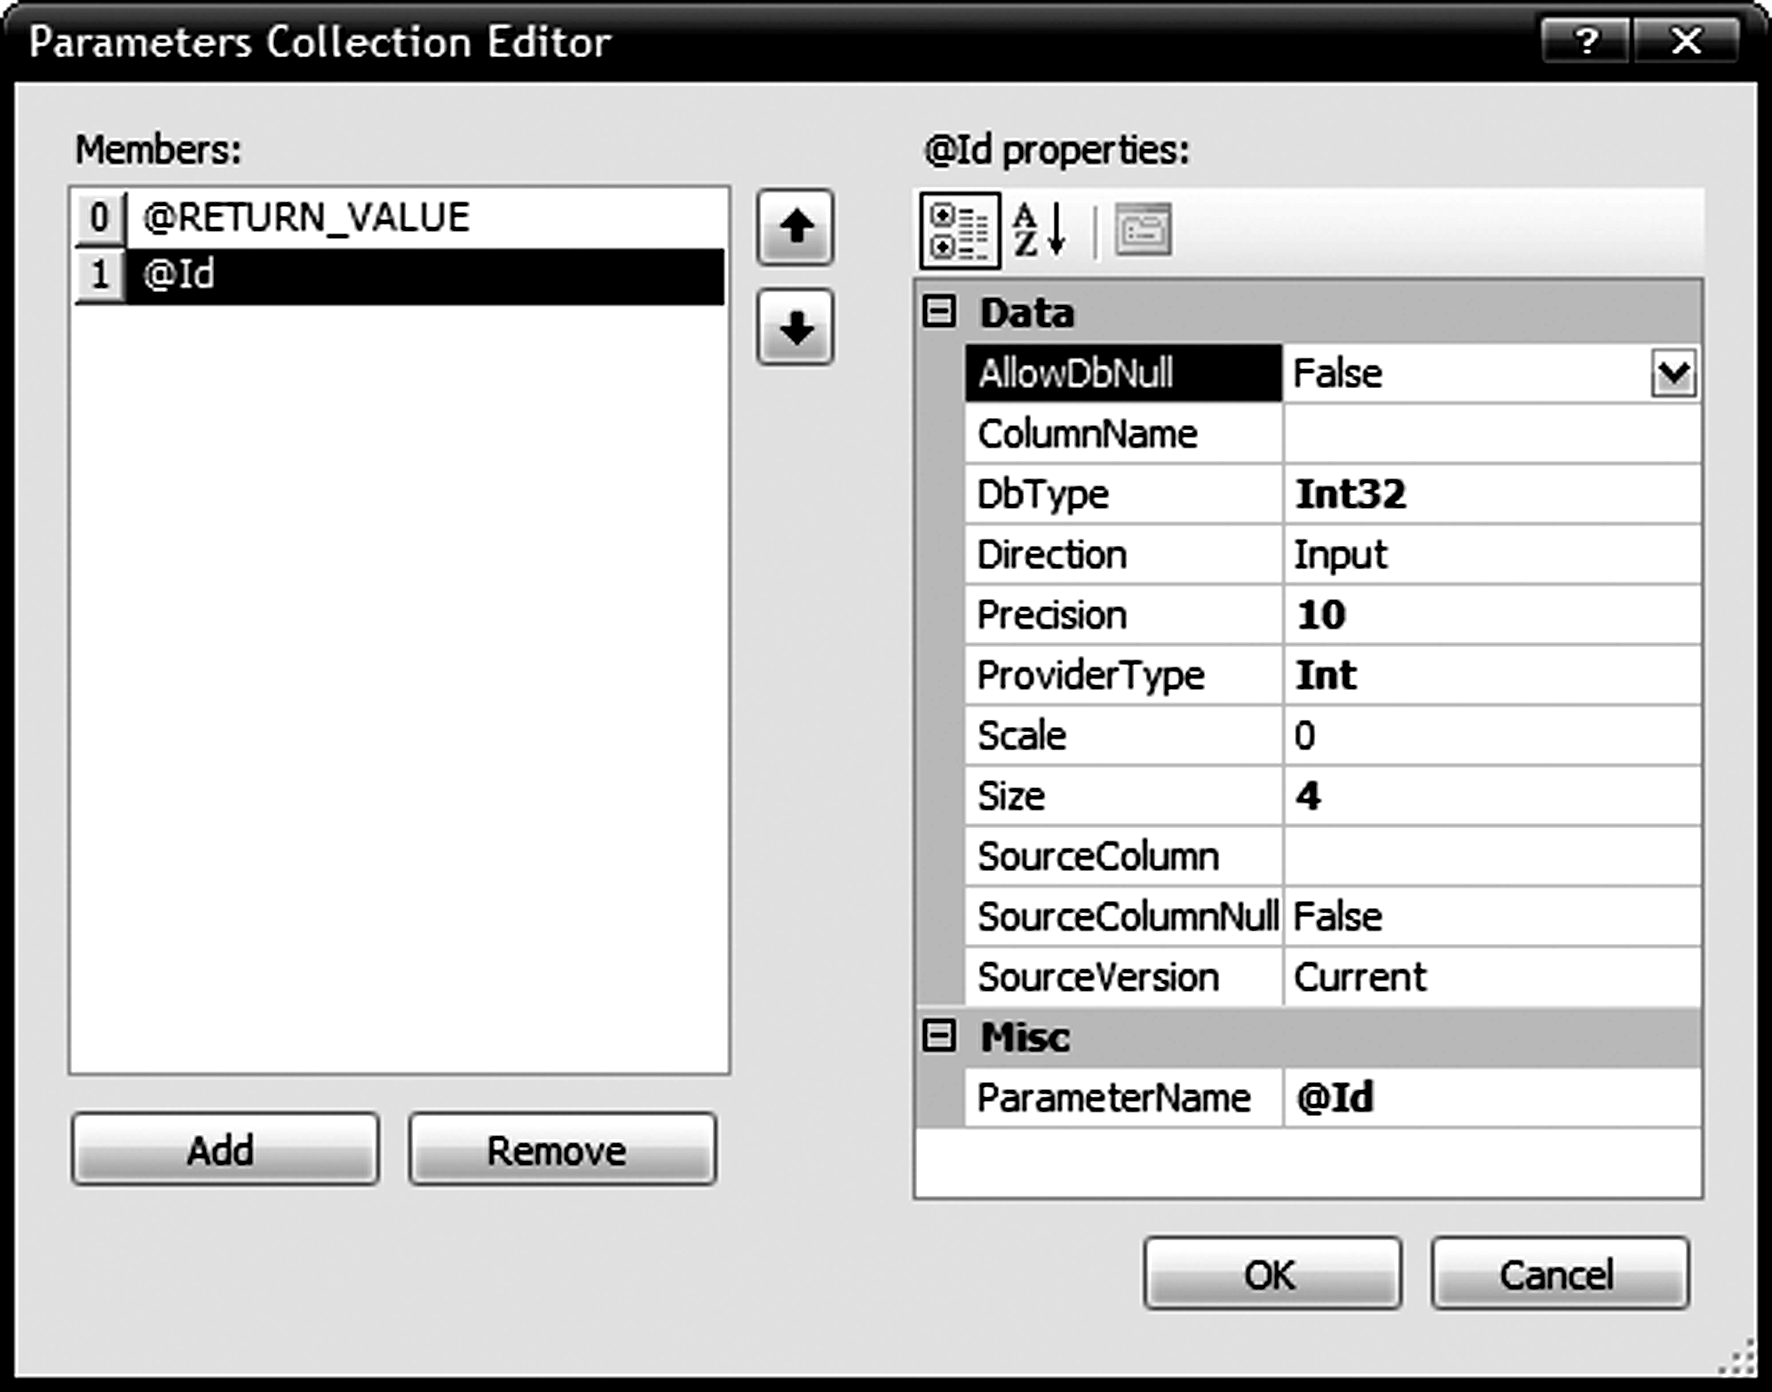 Parameters Collection Editor
Members:
0 @RETURN_VALUE
1 @Id
Add Remove
@Id properties:
Data
AllowDbNull False
ColumnName
DbType Int32
Direction Input
Precision 10
ProviderType Int
Scale 0
Size 4
SourceColumn
SourceColumnNull False
SourceVersion Current
Misc
ParameterName @Id
OK Cancel